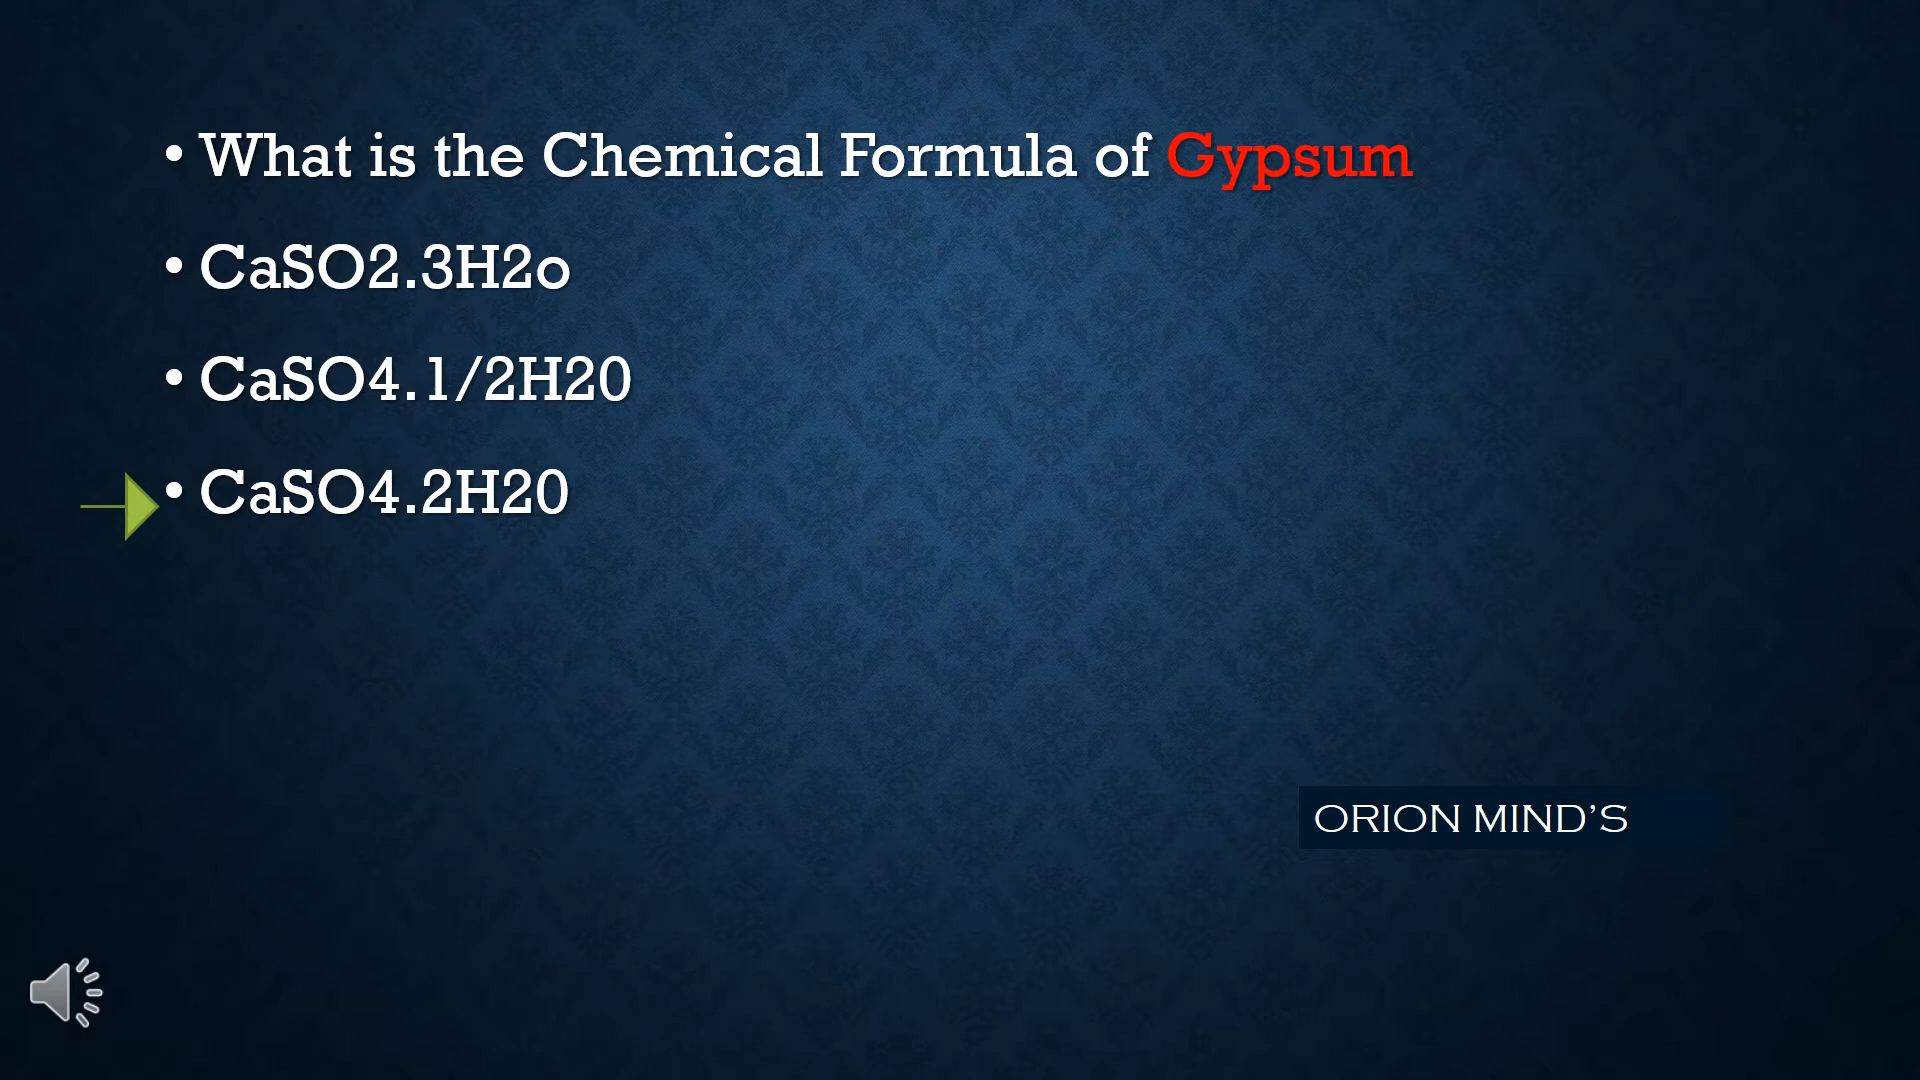 • What is the Chemical Formula of Gypsum
• CaSO2.3H2o
• CaSO4.1/2H20
• CaSO4.2H20
ORION MIND’S